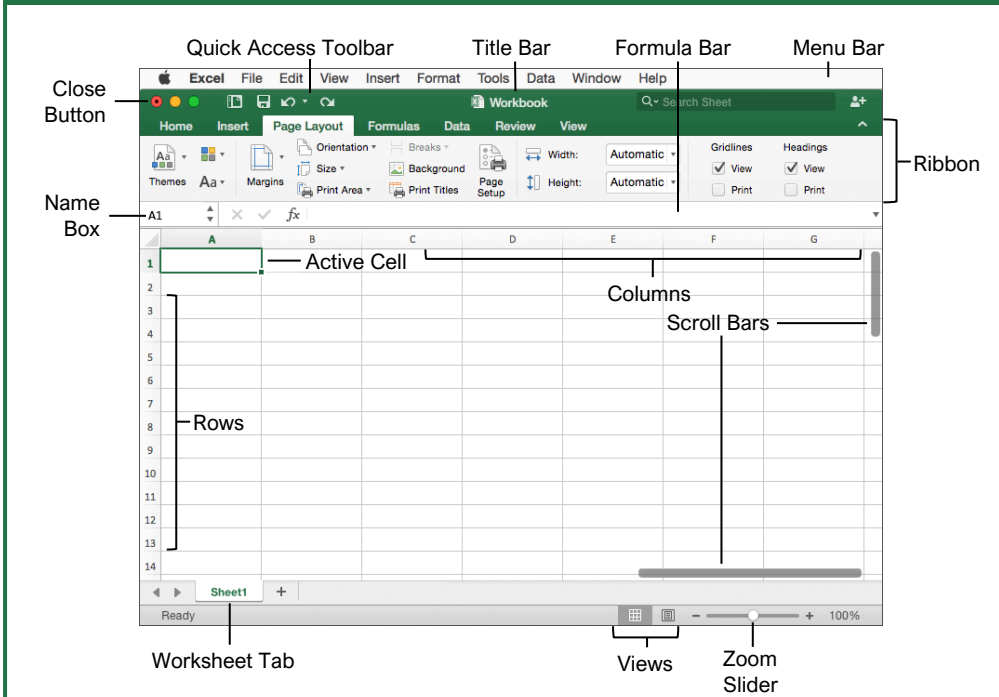 Quick Access Toolbar
Title Bar
Formula Bar
Menu Bar
Close
Button
Excel File Edit View Insert Format Tools Data Window Help
Workbook
Search Sheet
Home Insert Page Layout Formulas Data Review View
Ribbon
Aa
Themes
Aa
Margins
Orientation
Size
Print Area
Breaks
Background
Print Titles
Page
Setup
Width: Automatic
Height: Automatic
Gridlines
View
Print
Headings
View
Print
Name
Box
A1
fx
A B C D E F G
Active Cell
Columns
Scroll Bars
Rows
1
2
3
4
5
6
7
8
9
10
11
12
13
14
Sheet1 +
Ready
− + 100%
Worksheet Tab
Views
Zoom
Slider